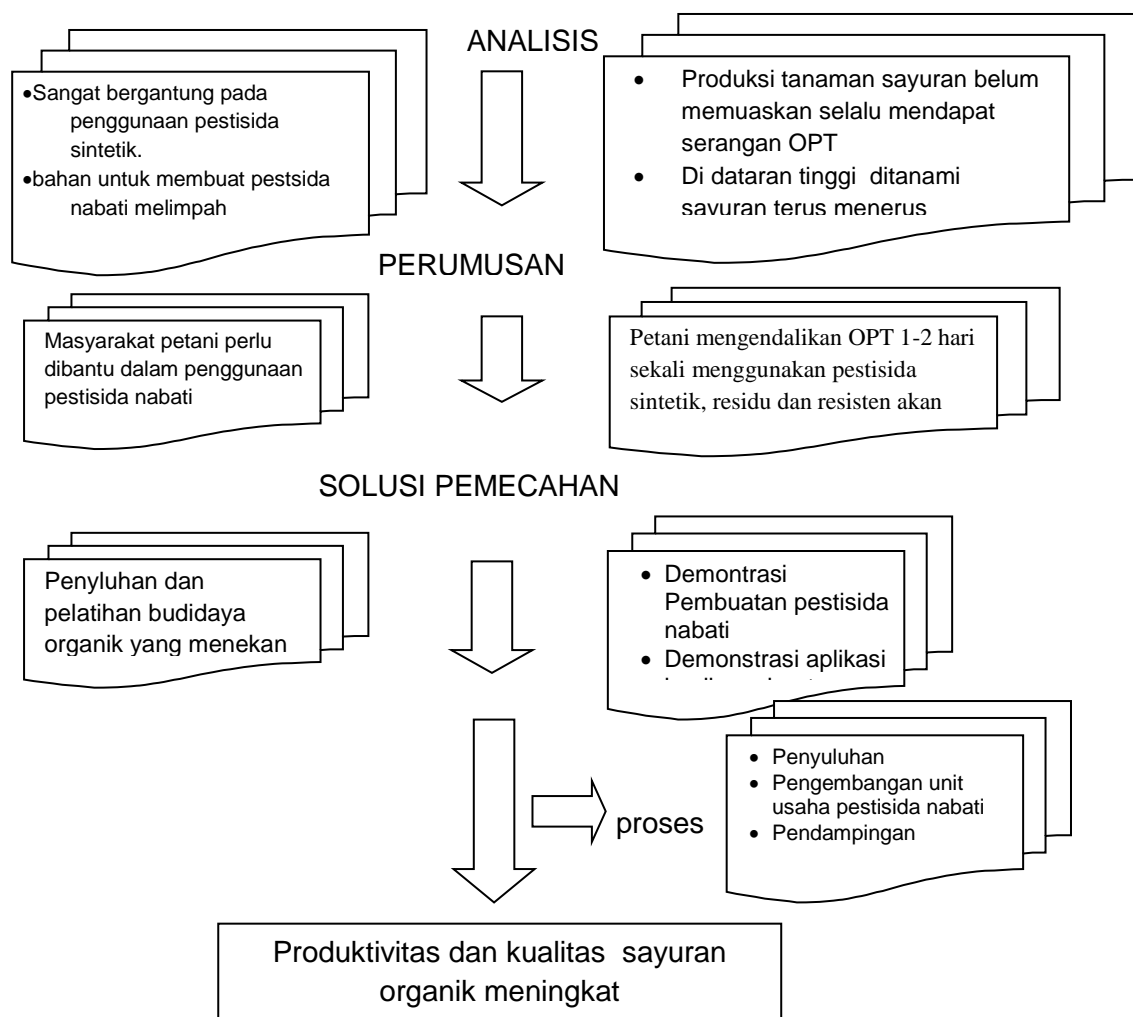 ANALISIS
•Sangat bergantung pada
penggunaan pestisida
sintetik.
•bahan untuk membuat pestsida
nabati melimpah
• Produksi tanaman sayuran belum
memuaskan selalu mendapat
serangan OPT
• Di dataran tinggi ditanami
sayuran terus menerus
PERUMUSAN
Masyarakat petani perlu
dibantu dalam penggunaan
pestisida nabati
Petani mengendalikan OPT 1-2 hari
sekali menggunakan pestisida
sintetik, residu dan resisten akan
SOLUSI PEMECAHAN
Penyluhan dan
pelatihan budidaya
organik yang menekan
• Demontrasi
Pembuatan pestisida
nabati
• Demonstrasi aplikasi
proses
• Penyuluhan
• Pengembangan unit
usaha pestisida nabati
• Pendampingan
Produktivitas dan kualitas sayuran
organik meningkat